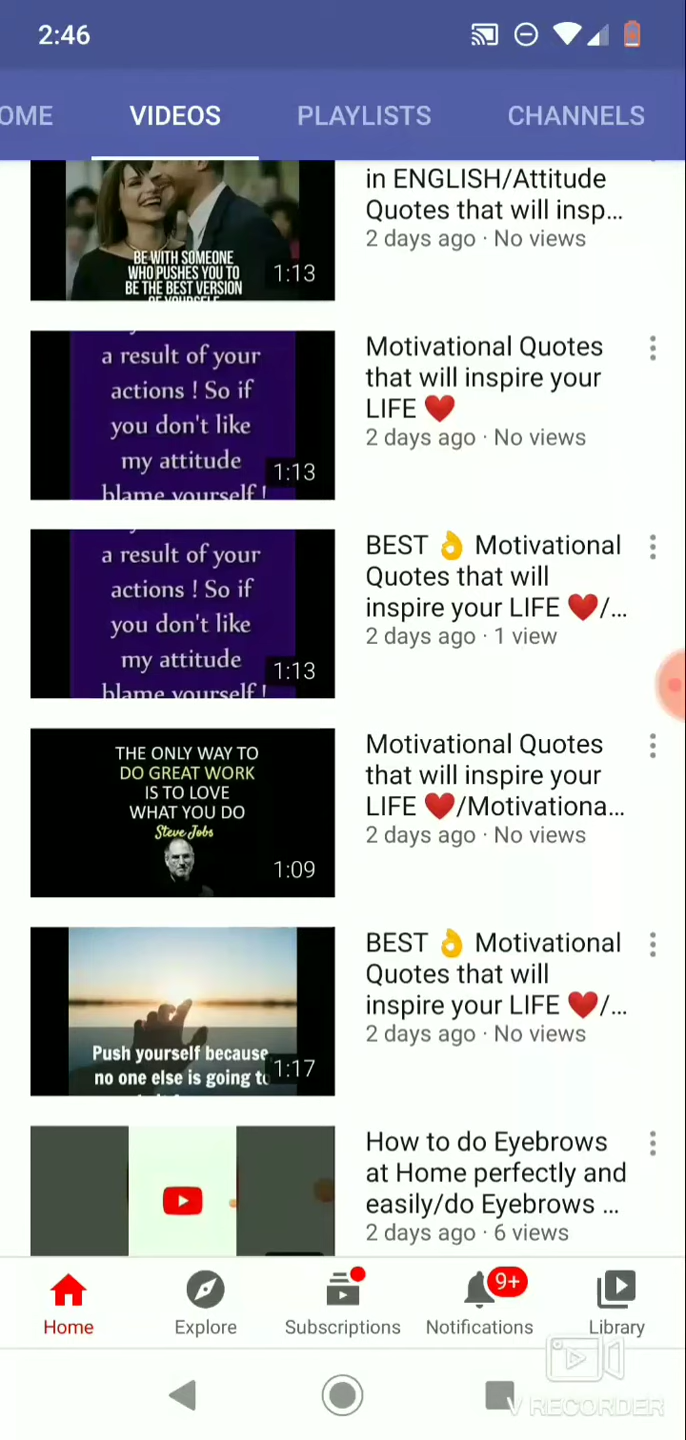 2:46
OME VIDEOS PLAYLISTS CHANNELS
BE WITH SOMEONE
WHO PUSHES YOU TO
BE THE BEST VERSION
OF YOURSELF
1:13
in ENGLISH/Attitude
Quotes that will insp...
2 days ago · No views
a result of your
actions ! So if
you don't like
my attitude
blame yourself !
1:13
Motivational Quotes
that will inspire your
LIFE ❤️
2 days ago · No views
a result of your
actions ! So if
you don't like
my attitude
blame yourself !
1:13
BEST 👌 Motivational
Quotes that will
inspire your LIFE ❤️/...
2 days ago · 1 view
THE ONLY WAY TO
DO GREAT WORK
IS TO LOVE
WHAT YOU DO
Steve Jobs
1:09
Motivational Quotes
that will inspire your
LIFE ❤️/Motivationa...
2 days ago · No views
Push yourself because
no one else is going to
1:17
BEST 👌 Motivational
Quotes that will
inspire your LIFE ❤️/...
2 days ago · No views
How to do Eyebrows
at Home perfectly and
easily/do Eyebrows ...
2 days ago · 6 views
9+
Home Explore Subscriptions Notifications Library
V RECORDER